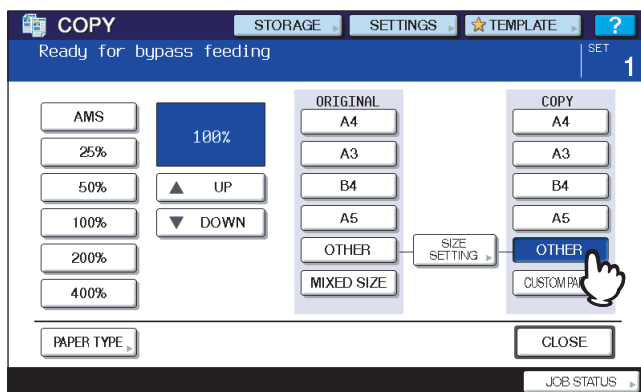 COPY STORAGE SETTINGS TEMPLATE ?
Ready for bypass feeding SET
1
AMS
25%
50%
100%
200%
400%
100%
UP
DOWN
ORIGINAL
A4
A3
B4
A5
OTHER
MIXED SIZE
SIZE
SETTING
COPY
A4
A3
B4
A5
OTHER
CUSTOM
PAPER TYPE
CLOSE
JOB STATUS